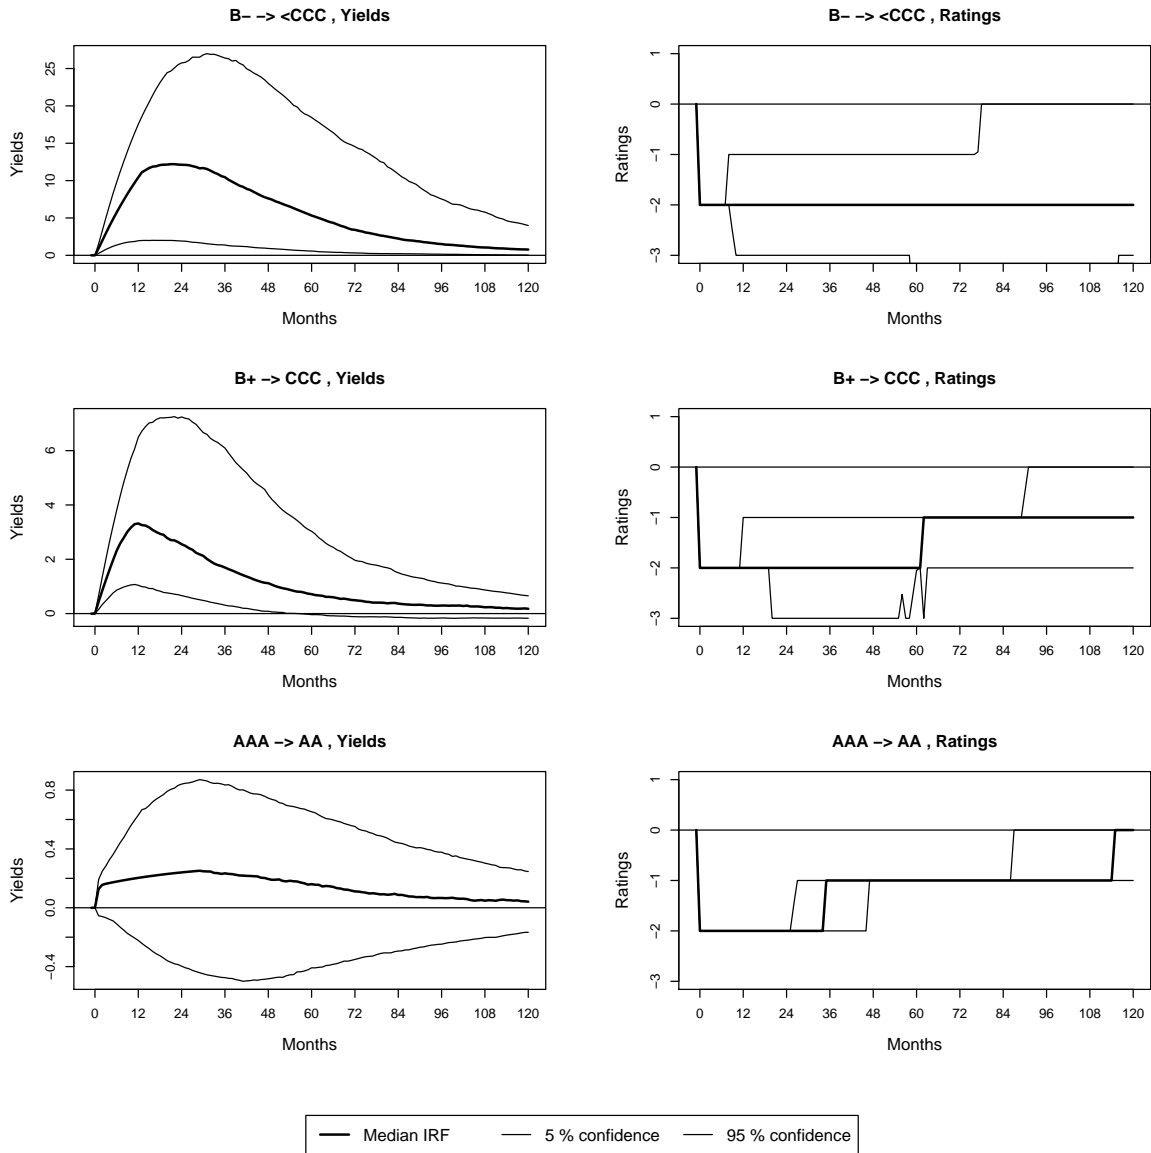 B− −> <CCC , Yields
Yields
0 5 10 15 20 25
0 12 24 36 48 60 72 84 96 108 120
Months
B− −> <CCC , Ratings
Ratings
−3 −2 −1 0 1
0 12 24 36 48 60 72 84 96 108 120
Months
B+ −> CCC , Yields
Yields
0 2 4 6
0 12 24 36 48 60 72 84 96 108 120
Months
B+ −> CCC , Ratings
Ratings
−3 −2 −1 0 1
0 12 24 36 48 60 72 84 96 108 120
Months
AAA −> AA , Yields
Yields
−0.4 0.0 0.4 0.8
0 12 24 36 48 60 72 84 96 108 120
Months
AAA −> AA , Ratings
Ratings
−3 −2 −1 0 1
0 12 24 36 48 60 72 84 96 108 120
Months
Median IRF 5 % confidence 95 % confidence